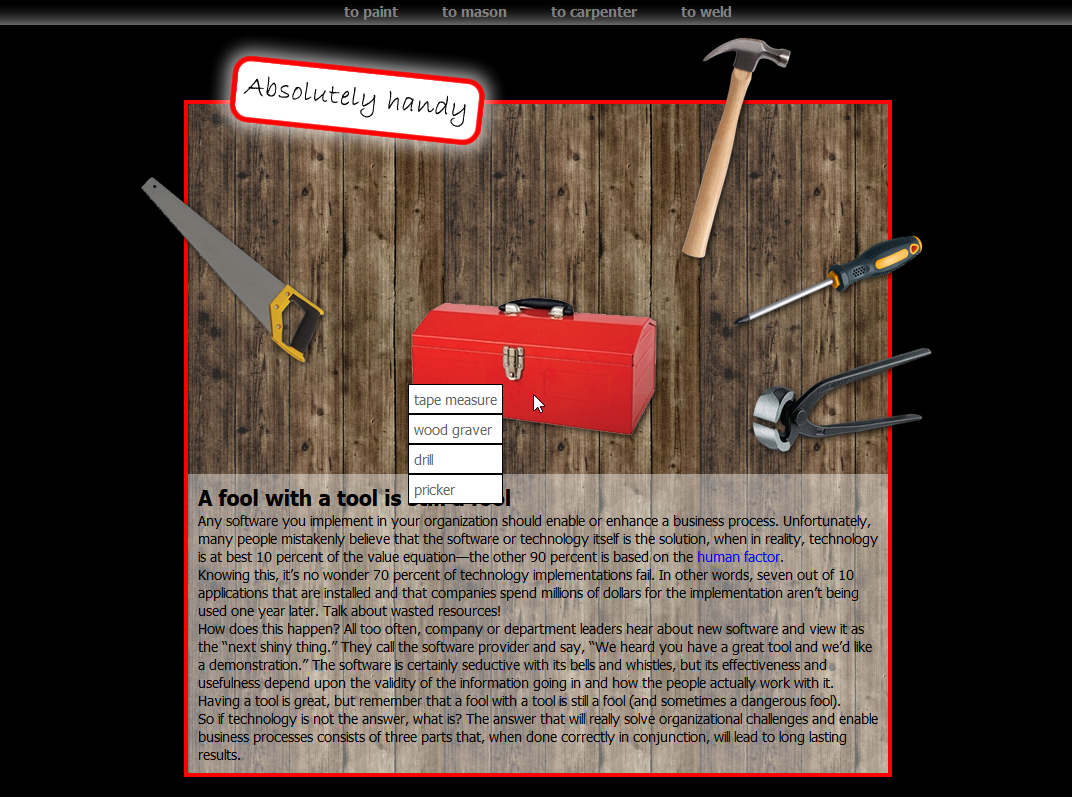 to paint to mason to carpenter to weld
Absolutely handy
tape measure
wood graver
drill
pricker
A fool with a tool is still a fool
Any software you implement in your organization should enable or enhance a business process. Unfortunately,
many people mistakenly believe that the software or technology itself is the solution, when in reality, technology
is at best 10 percent of the value equation—the other 90 percent is based on the human factor.
Knowing this, it’s no wonder 70 percent of technology implementations fail. In other words, seven out of 10
applications that are installed and that companies spend millions of dollars for the implementation aren’t being
used one year later. Talk about wasted resources!
How does this happen? All too often, company or department leaders hear about new software and view it as
the “next shiny thing.” They call the software provider and say, “We heard you have a great tool and we’d like
a demonstration.” The software is certainly seductive with its bells and whistles, but its effectiveness and
usefulness depend upon the validity of the information going in and how the people actually work with it.
Having a tool is great, but remember that a fool with a tool is still a fool (and sometimes a dangerous fool).
So if technology is not the answer, what is? The answer that will really solve organizational challenges and enable
business processes consists of three parts that, when done correctly in conjunction, will lead to long lasting
results.